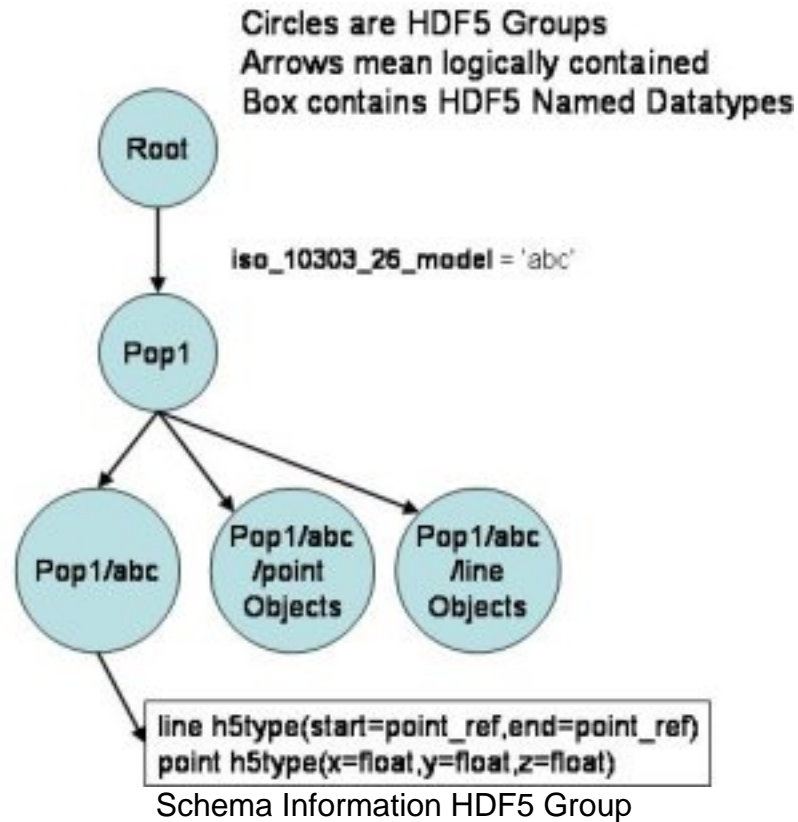 Circles are HDF5 Groups
Arrows mean logically contained
Box contains HDF5 Named Datatypes
Root
iso_10303_26_model = 'abc'
Pop1
Pop1/abc
Pop1/abc
/point
Objects
Pop1/abc
/line
Objects
line h5type(start=point_ref,end=point_ref)
point h5type(x=float,y=float,z=float)
Schema Information HDF5 Group